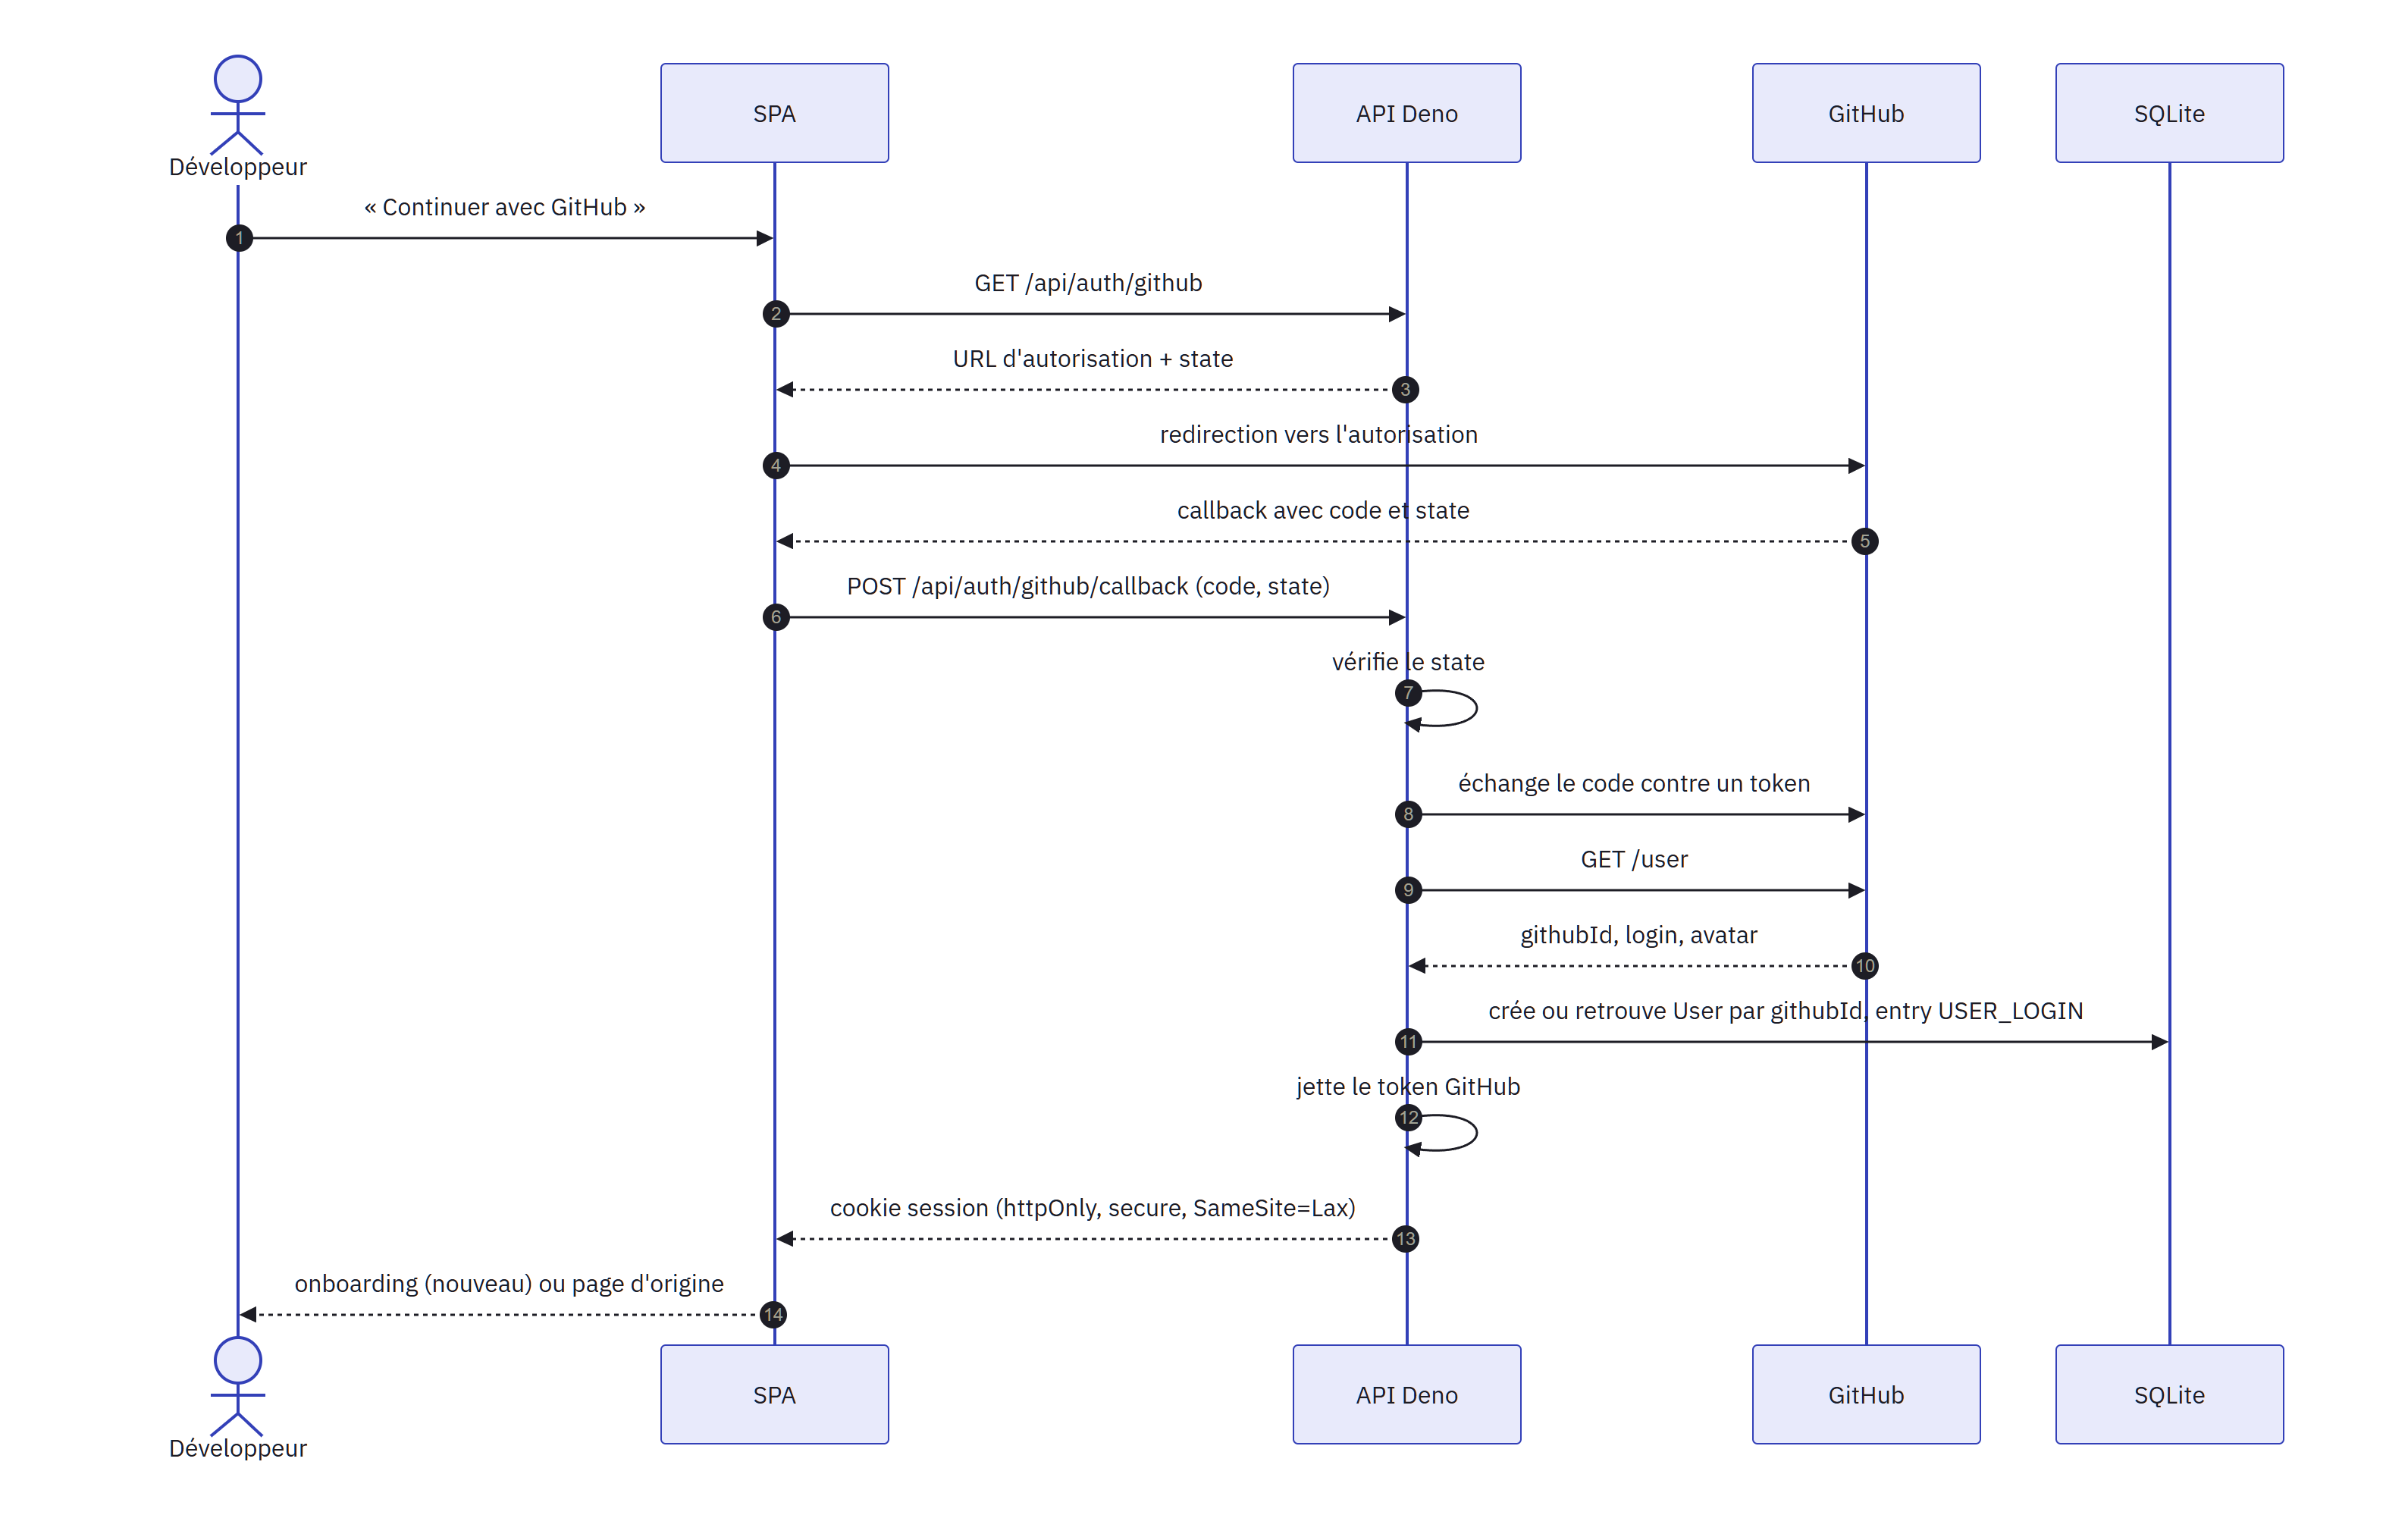 Développeur
SPA
API Deno
GitHub
SQLite
« Continuer avec GitHub »
1
GET /api/auth/github
2
URL d'autorisation + state
3
redirection vers l'autorisation
4
callback avec code et state
5
POST /api/auth/github/callback (code, state)
6
vérifie le state
7
échange le code contre un token
8
GET /user
9
githubId, login, avatar
10
crée ou retrouve User par githubId, entry USER_LOGIN
11
jette le token GitHub
12
cookie session (httpOnly, secure, SameSite=Lax)
13
onboarding (nouveau) ou page d'origine
14
Développeur
SPA
API Deno
GitHub
SQLite